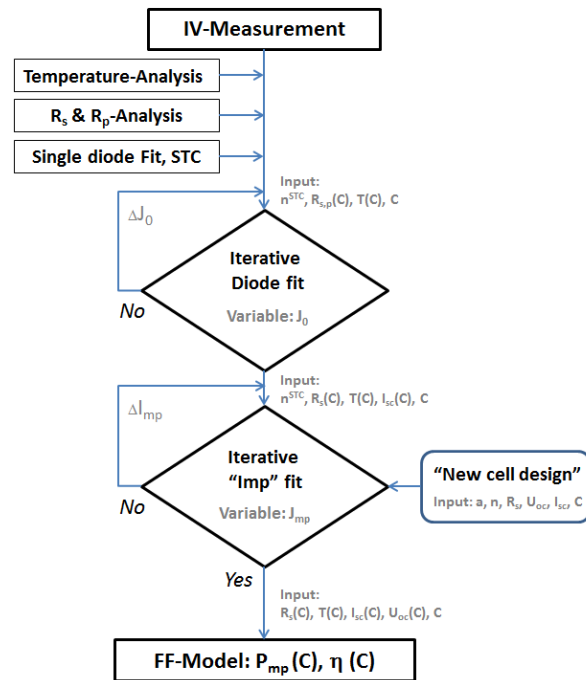 IV-Measurement
Temperature-Analysis
Rs & Rp-Analysis
Single diode Fit, STC
Input:
n^STC, Rs,p(C), T(C), C
ΔJ0
Iterative
Diode fit
Variable: J0
No
Input:
n^STC, Rs(C), T(C), Isc(C), C
ΔImp
Iterative
“Imp” fit
Variable: Jmp
No
“New cell design”
Input: a, n, Rs, Uoc, Isc, C
Yes
Input:
Rs(C), T(C), Isc(C), Uoc(C), C
FF-Model: Pmp (C), η (C)